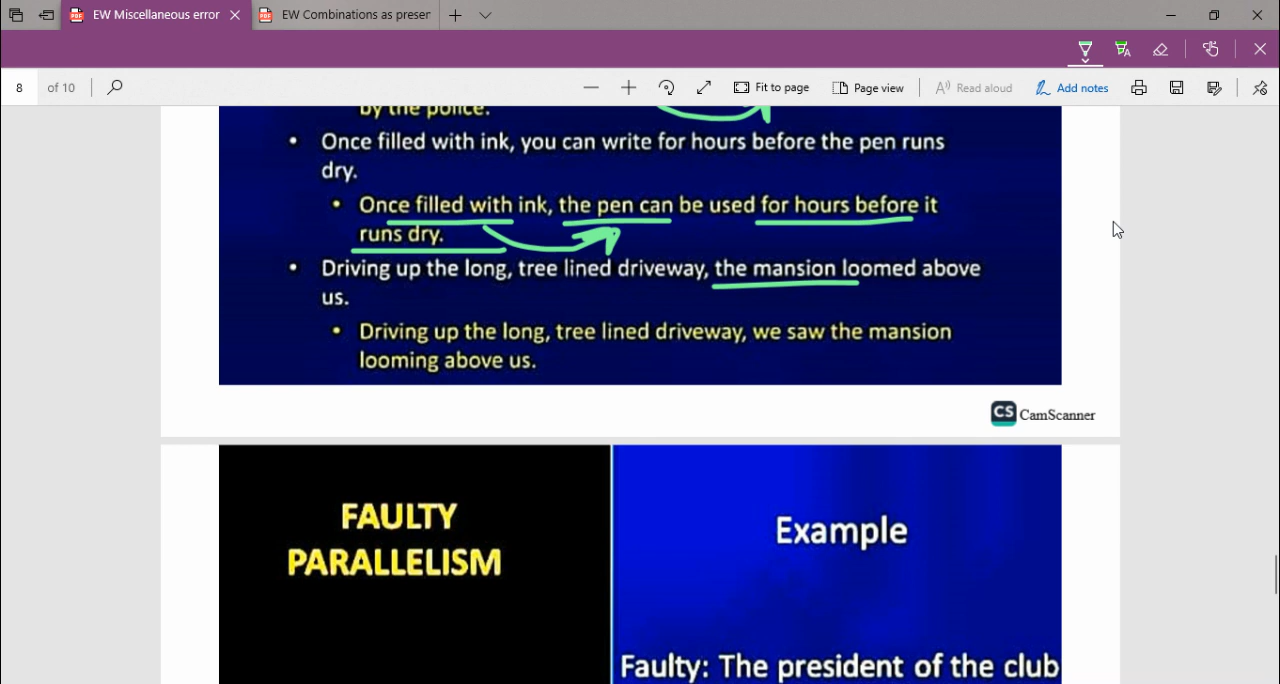 EW Miscellaneous error
EW Combinations as preser
8 of 10
Fit to page
Page view
Read aloud
Add notes
by the police.
• Once filled with ink, you can write for hours before the pen runs
dry.
• Once filled with ink, the pen can be used for hours before it
runs dry.
• Driving up the long, tree lined driveway, the mansion loomed above
us.
• Driving up the long, tree lined driveway, we saw the mansion
looming above us.
CS CamScanner
FAULTY
PARALLELISM
Example
Faulty: The president of the club